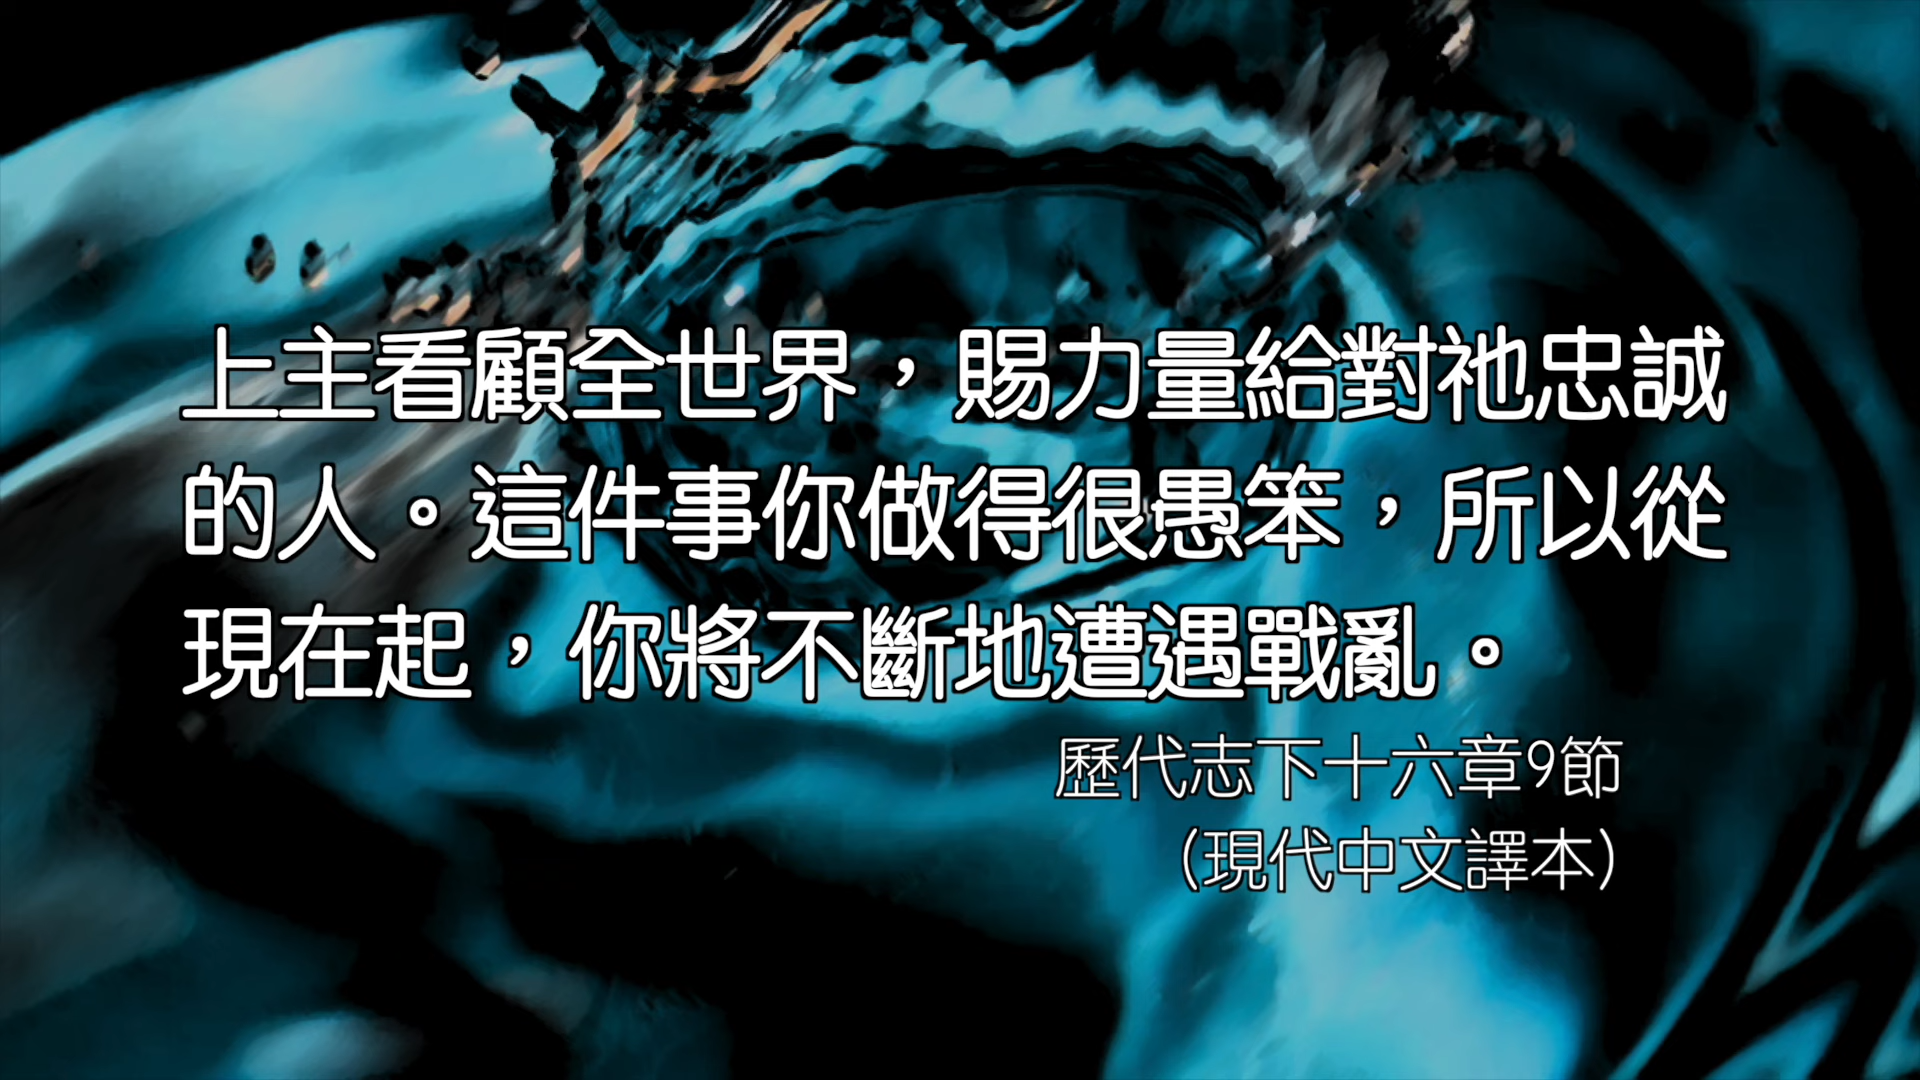 上主看顧全世界，賜力量給對祂忠誠
的人。這件事你做得很愚笨，所以從
現在起，你將不斷地遭遇戰亂。
歷代志下十六章9節
（現代中文譯本）